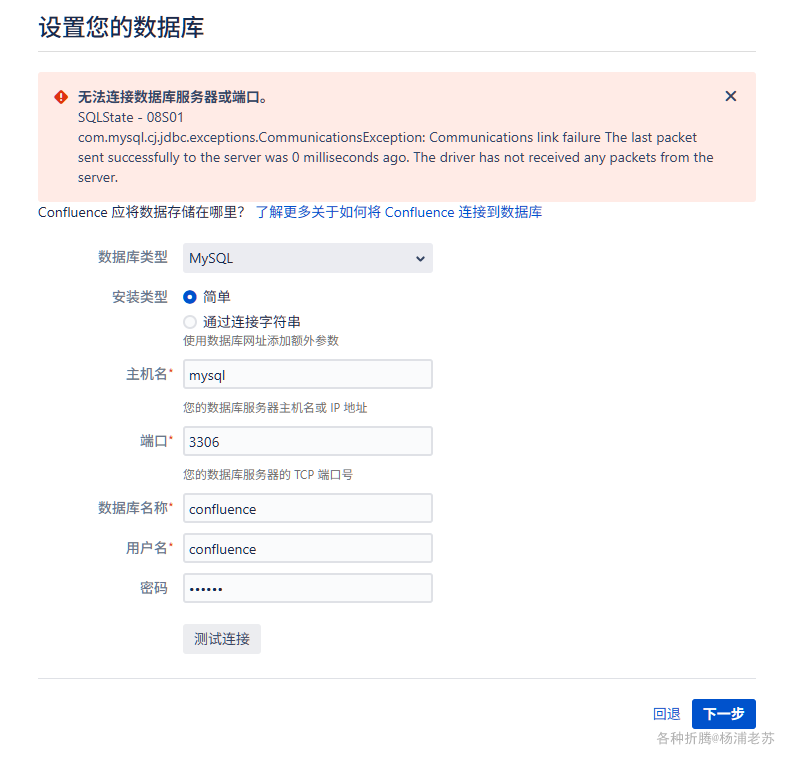 设置您的数据库
无法连接数据库服务器或端口。
SQLState - 08S01
com.mysql.cj.jdbc.exceptions.CommunicationsException: Communications link failure The last packet
sent successfully to the server was 0 milliseconds ago. The driver has not received any packets from the
server.
Confluence 应将数据存储在哪里? 了解更多关于如何将 Confluence 连接到数据库
数据库类型 MySQL
安装类型 简单
通过连接字符串
使用数据库网址添加额外参数
主机名* mysql
您的数据库服务器主机名或 IP 地址
端口* 3306
您的数据库服务器的 TCP 端口号
数据库名称* confluence
用户名* confluence
密码 ••••••
测试连接
回退 下一步
各种折腾@杨浦老苏